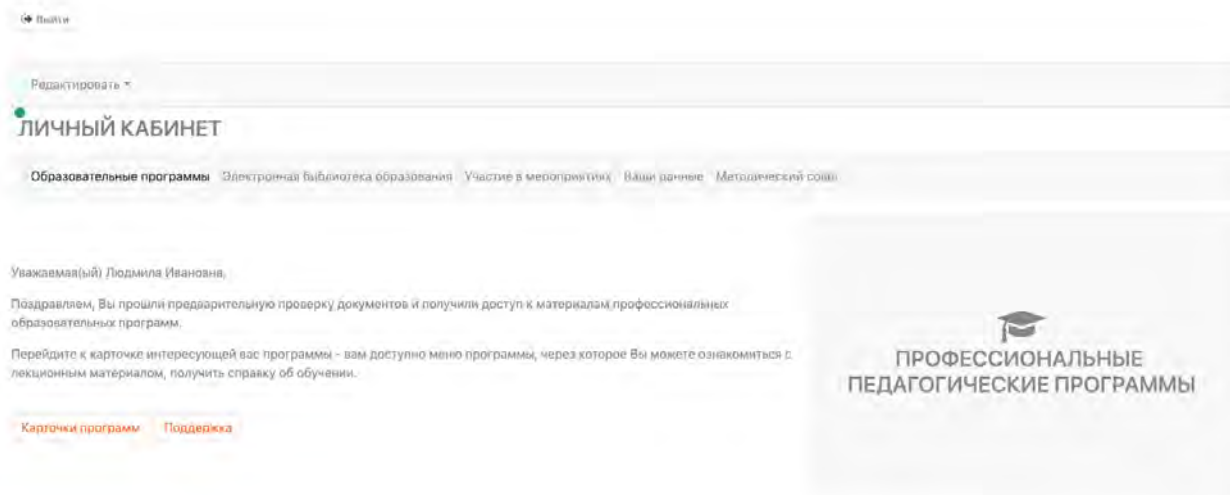 Выйти
Редактировать
ЛИЧНЫЙ КАБИНЕТ
Образовательные программы Электронная библиотека образования Участие в мероприятиях Ваши данные Методический
Уважаемая(ый) Людмила Ивановна,
Поздравляем, Вы прошли предварительную проверку документов и получили доступ к материалам профессиональных
образовательных программ.
Перейдите к карточке интересующей вас программы - вам доступно меню программы, через которое Вы можете ознакомиться с
лекционным материалом, получить справку об обучении.
Карточки программ Поддержка
ПРОФЕССИОНАЛЬНЫЕ
ПЕДАГОГИЧЕСКИЕ ПРОГРАММЫ